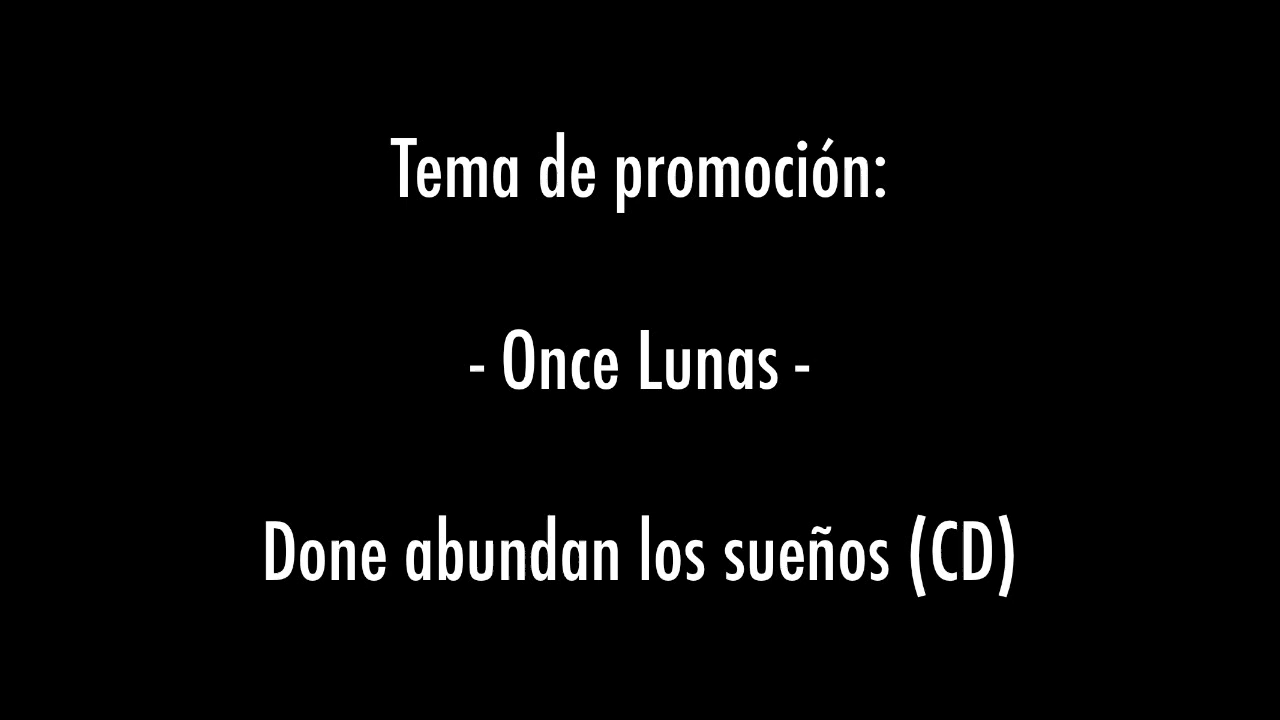 Tema de promoción:
- Once Lunas -
Done abundan los sueños (CD)